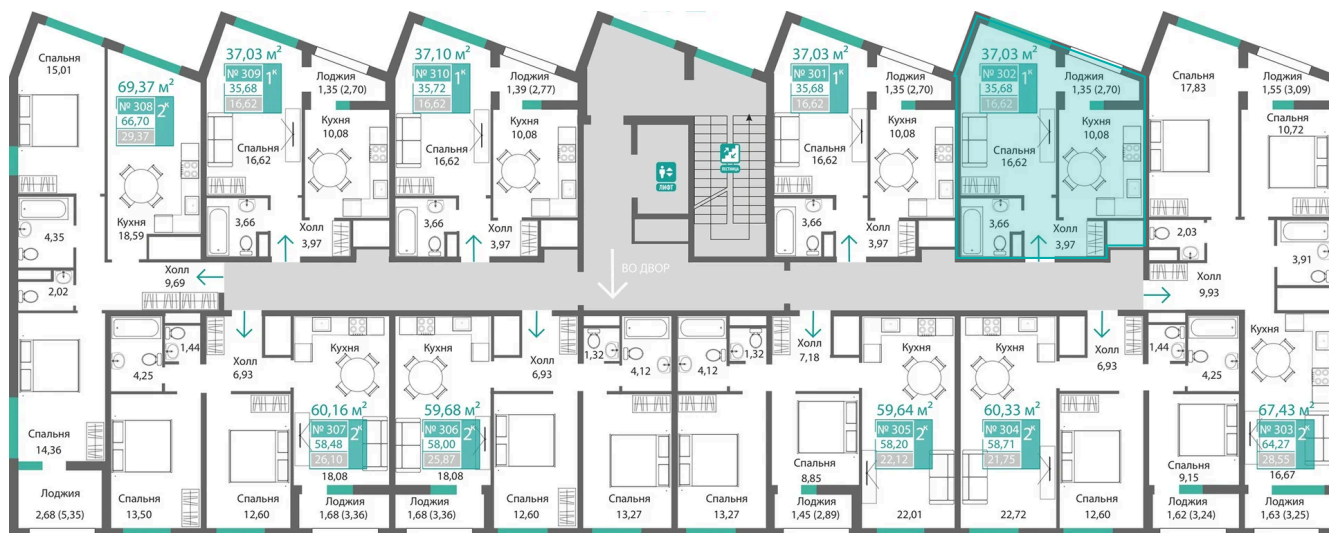 Спальня
15,01
69,37 м²
№ 308
2к
66,70
29,37
Кухня
18,59
4,35
2,02
Холл
9,69
Спальня
14,36
Лоджия
2,68 (5,35)
37,03 м²
№ 309
1к
35,68
16,62
Лоджия
1,35 (2,70)
Кухня
10,08
Спальня
16,62
3,66
Холл
3,97
37,10 м²
№ 310
1к
35,72
16,62
Лоджия
1,39 (2,77)
Кухня
10,08
Спальня
16,62
3,66
Холл
3,97
ЛИФТ
ЛЕСТНИЦА
ВО ДВОР
37,03 м²
№ 301
1к
35,68
16,62
Лоджия
1,35 (2,70)
Кухня
10,08
Спальня
16,62
3,66
Холл
3,97
37,03 м²
№ 302
1к
35,68
16,62
Лоджия
1,35 (2,70)
Кухня
10,08
Спальня
16,62
3,66
Холл
3,97
Спальня
17,83
Лоджия
1,55 (3,09)
Спальня
10,72
2,03
3,91
Холл
9,93
1,44
4,25
Холл
6,93
Кухня
60,16 м²
№ 307
2к
58,48
26,10
18,08
Спальня
13,50
Спальня
12,60
Лоджия
1,68 (3,36)
Кухня
Холл
6,93
59,68 м²
№ 306
2к
58,00
25,87
18,08
Лоджия
1,68 (3,36)
Спальня
12,60
1,32
4,12
Спальня
13,27
4,12
1,32
Спальня
13,27
Холл
7,18
Кухня
59,64 м²
№ 305
2к
58,20
22,12
Спальня
8,85
Лоджия
1,45 (2,89)
22,01
Кухня
Холл
6,93
60,33 м²
№ 304
2к
58,71
21,75
22,72
Спальня
12,60
1,44
4,25
Спальня
9,15
Лоджия
1,62 (3,24)
Кухня
67,43 м²
№ 303
2к
64,27
28,55
16,67
Лоджия
1,63 (3,25)